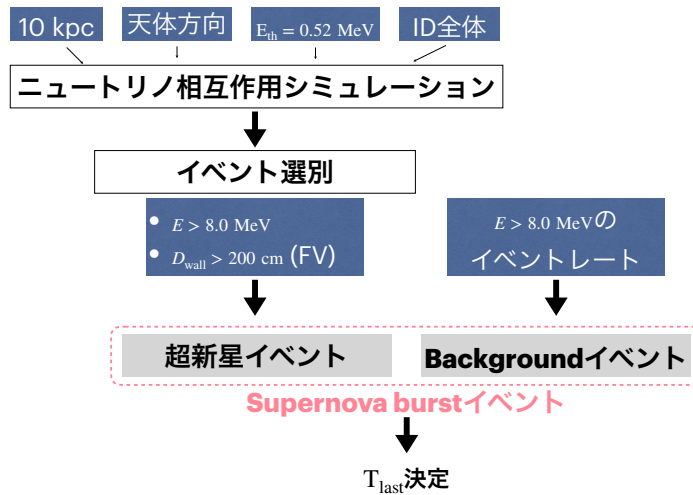 10 kpc 天体方向 E_th = 0.52 MeV ID全体
ニュートリノ相互作用シミュレーション
イベント選別
• E > 8.0 MeV
• D_wall > 200 cm (FV)
E > 8.0 MeVの
イベントレート
超新星イベント Backgroundイベント
Supernova burstイベント
T_last決定